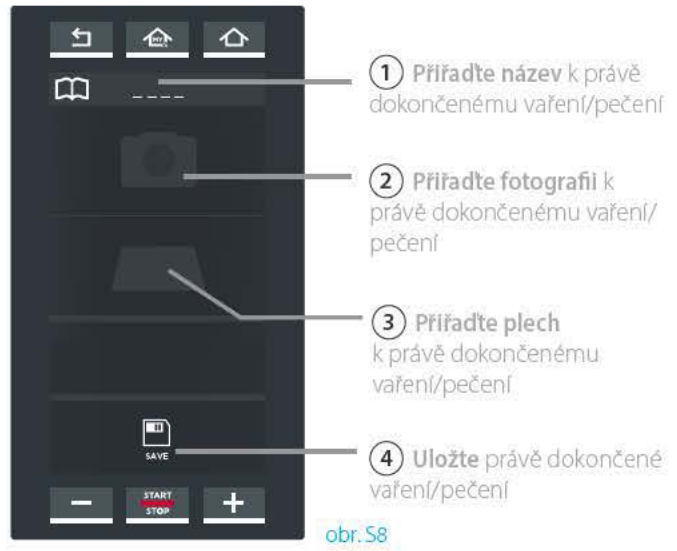 MY
_ _ _ _
1 Přiřaďte název k právě
dokončenému vaření/pečení
2 Přiřaďte fotografii k
právě dokončenému vaření/
pečení
3 Přiřaďte plech
k právě dokončenému
vaření/pečení
SAVE
4 Uložte právě dokončené
vaření/pečení
START
STOP
obr. S8